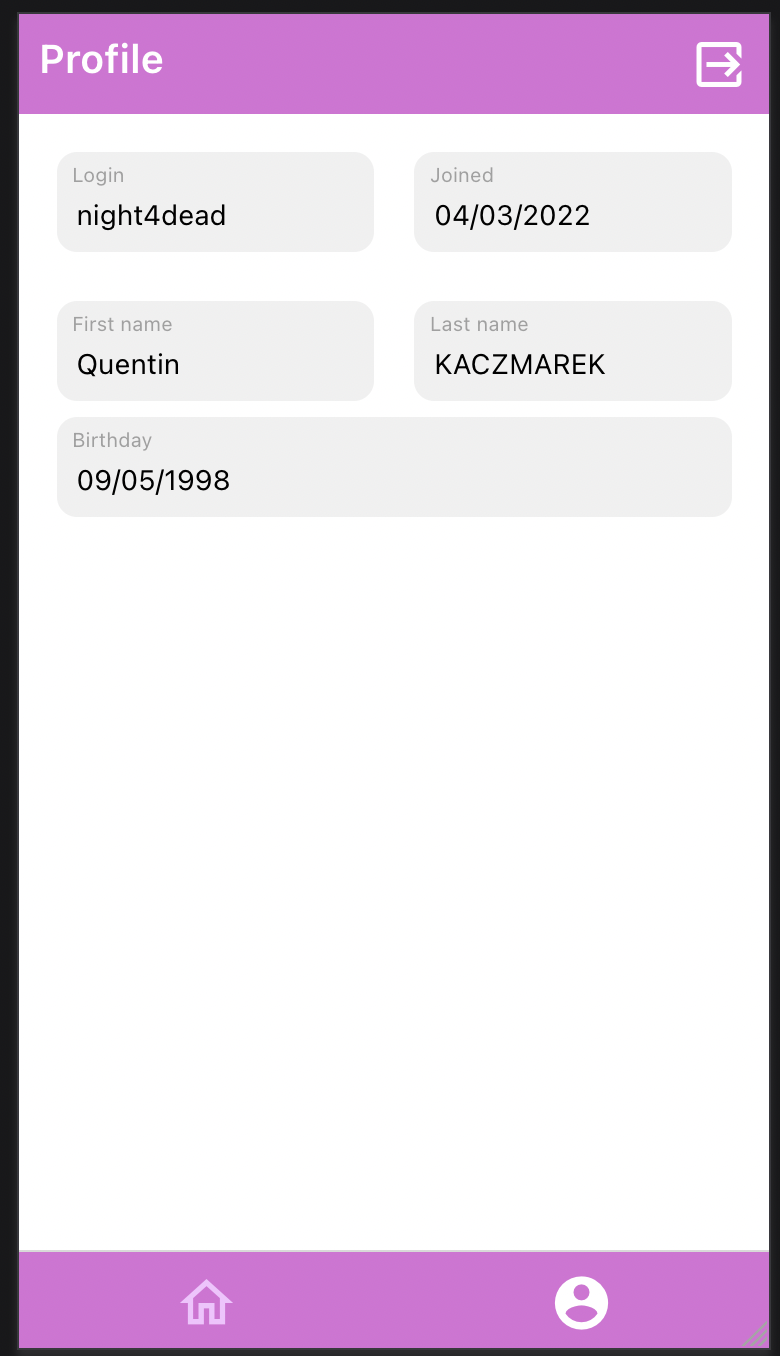 Profile
Login
Joined
night4dead
04/03/2022
First name
Last name
Quentin
KACZMAREK
Birthday
09/05/1998